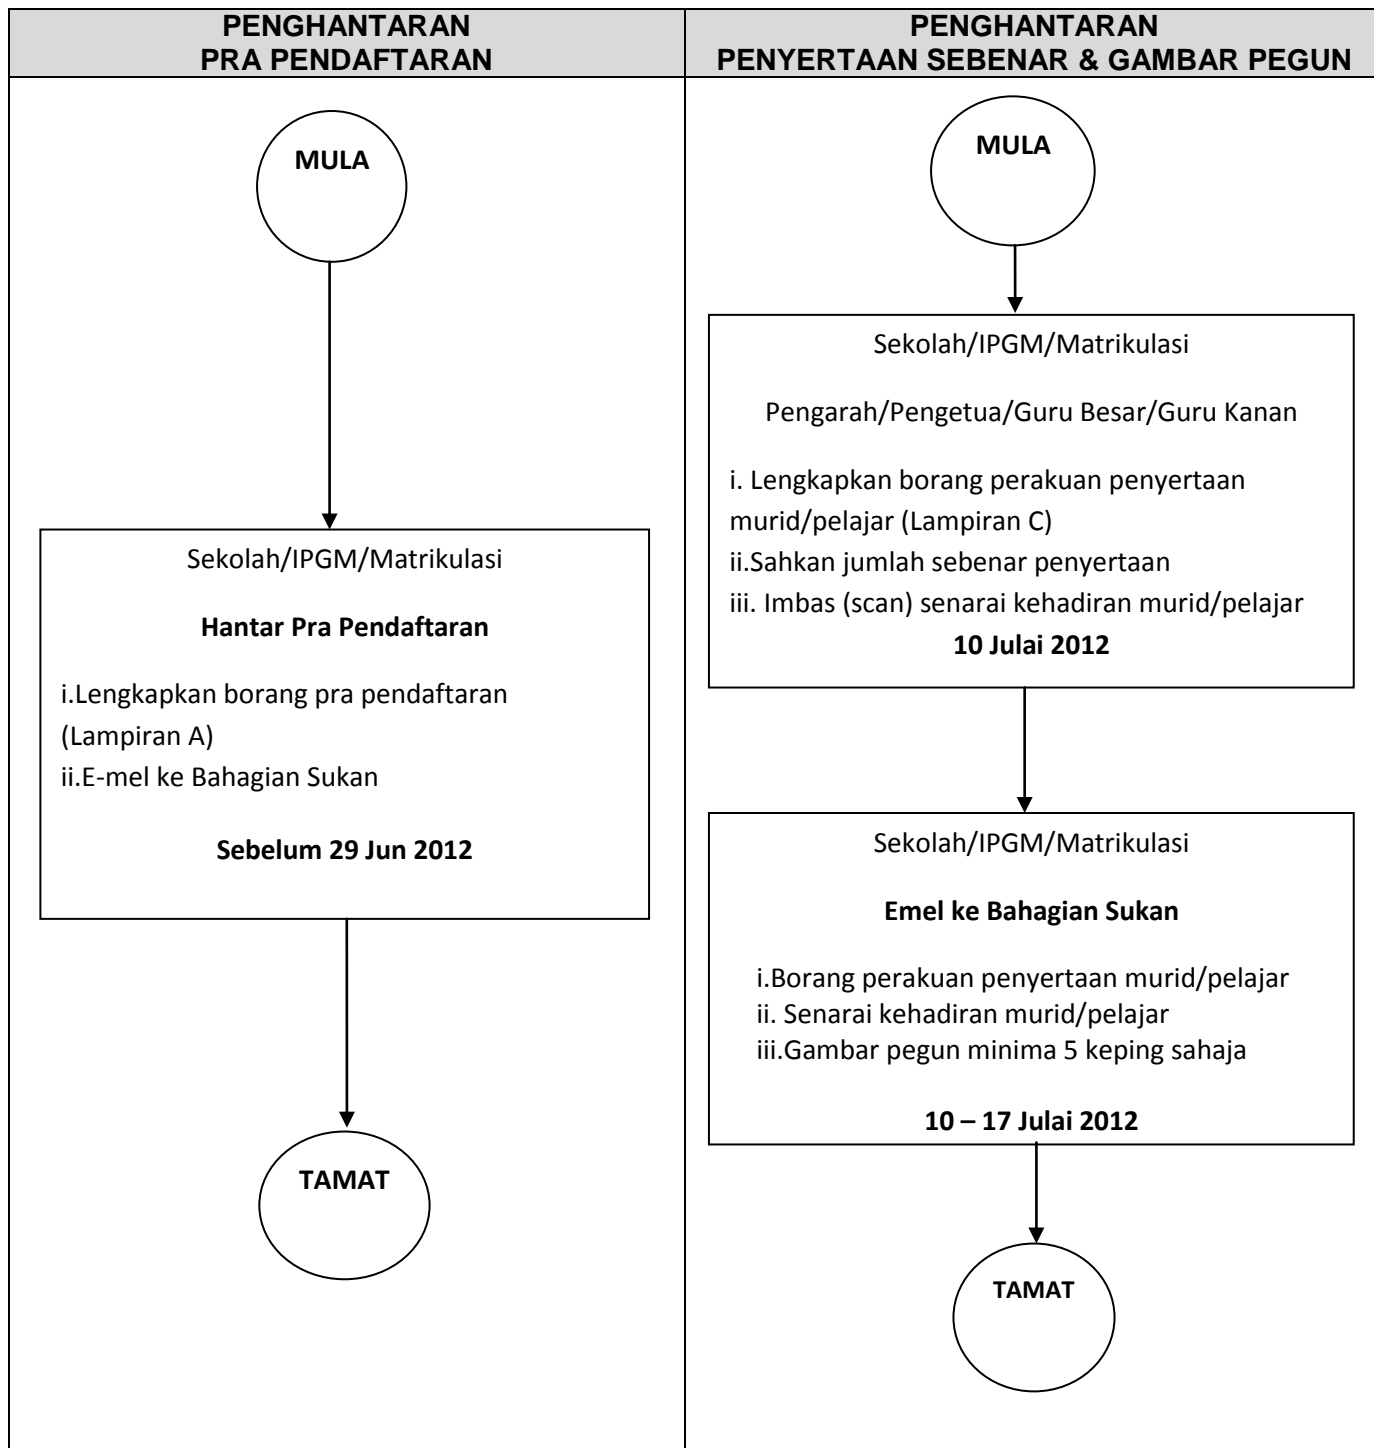 PENGHANTARAN
PRA PENDAFTARAN
MULA
Sekolah/IPGM/Matrikulasi
Hantar Pra Pendaftaran
i.Lengkapkan borang pra pendaftaran
(Lampiran A)
ii.E-mel ke Bahagian Sukan
Sebelum 29 Jun 2012
TAMAT
PENGHANTARAN
PENYERTAAN SEBENAR & GAMBAR PEGUN
MULA
Sekolah/IPGM/Matrikulasi
Pengarah/Pengetua/Guru Besar/Guru Kanan
i. Lengkapkan borang perakuan penyertaan
murid/pelajar (Lampiran C)
ii.Sahkan jumlah sebenar penyertaan
iii. Imbas (scan) senarai kehadiran murid/pelajar
10 Julai 2012
Sekolah/IPGM/Matrikulasi
Emel ke Bahagian Sukan
i.Borang perakuan penyertaan murid/pelajar
ii. Senarai kehadiran murid/pelajar
iii.Gambar pegun minima 5 keping sahaja
10 – 17 Julai 2012
TAMAT